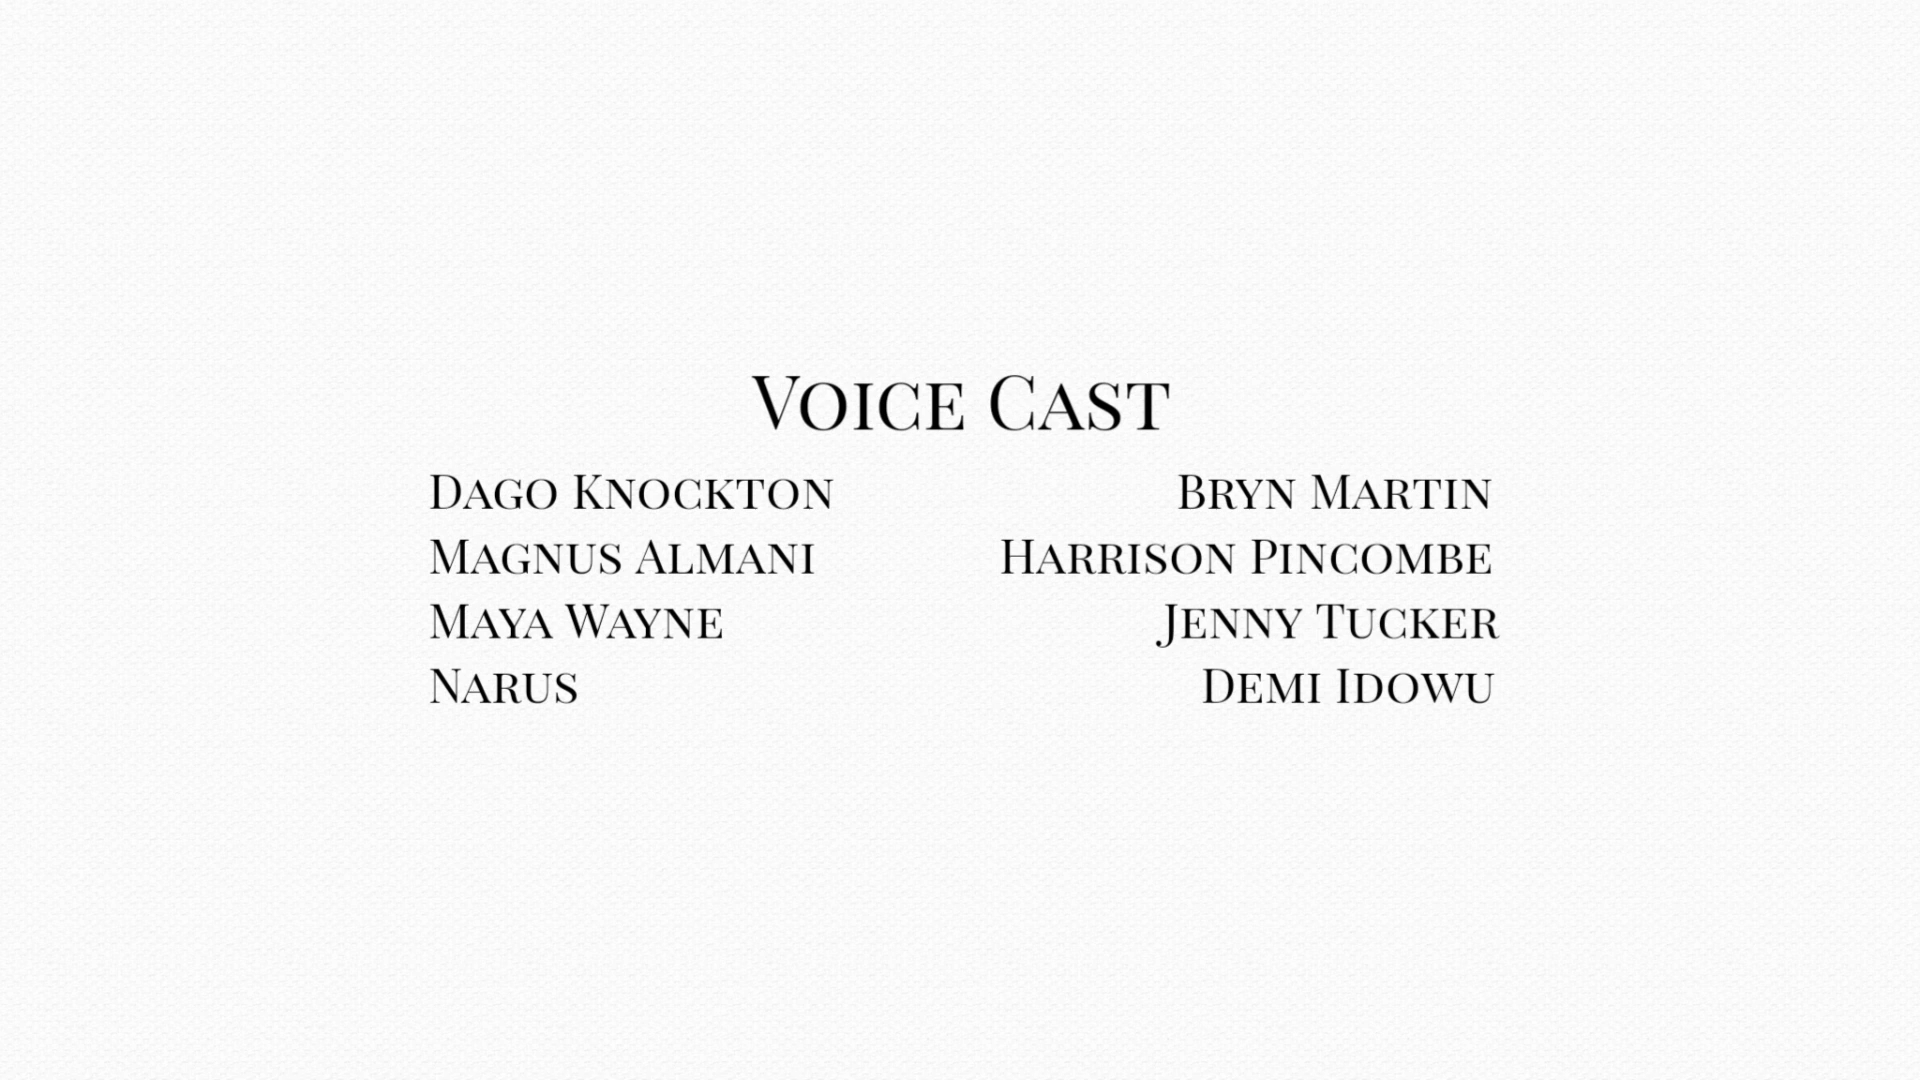 Voice Cast
Dago Knockton Bryn Martin
Magnus Almani Harrison Pincombe
Maya Wayne Jenny Tucker
Narus Demi Idowu